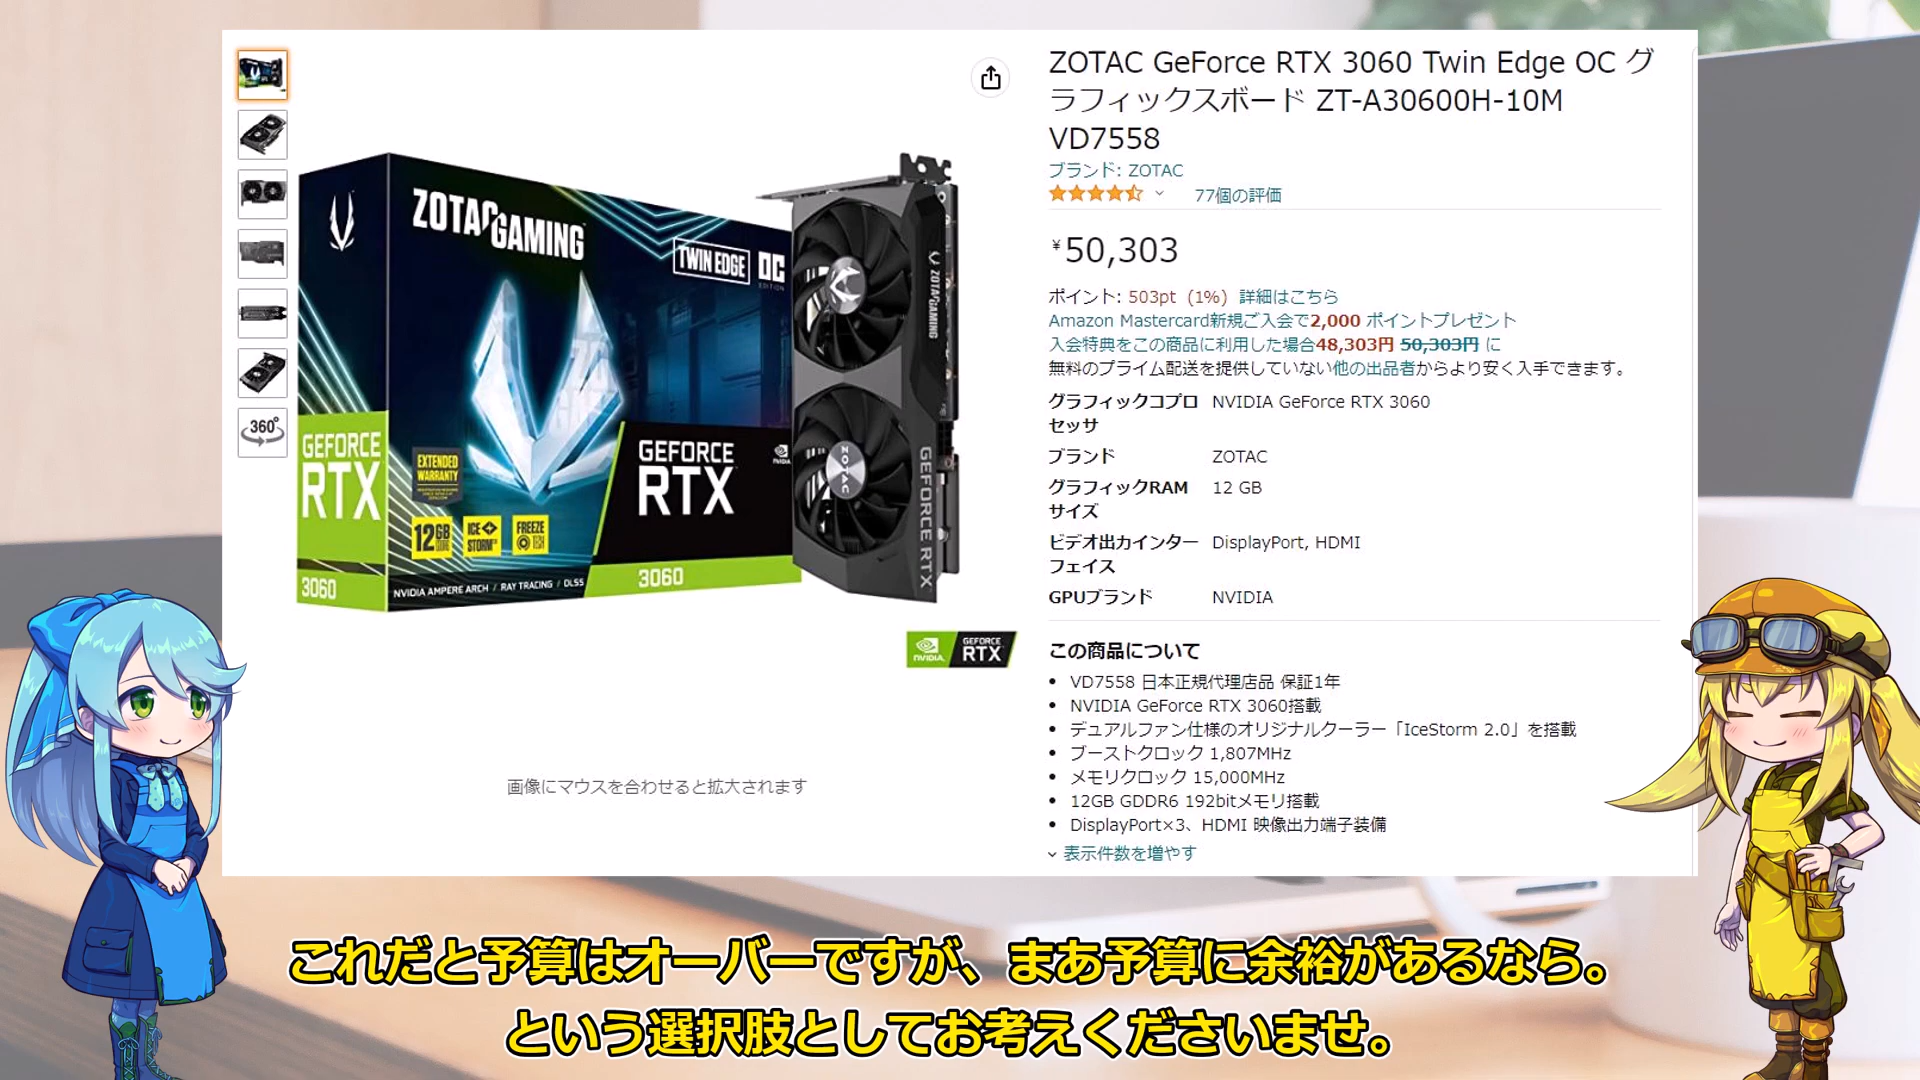 ZOTAC GeForce RTX 3060 Twin Edge OC グ
ラフィックスボード ZT-A30600H-10M
VD7558
ブランド: ZOTAC
77個の評価
¥50,303
ポイント: 503pt (1%) 詳細はこちら
Amazon Mastercard新規ご入会で2,000 ポイントプレゼント
入会特典をこの商品に利用した場合48,303円 50,303円 に
無料のプライム配送を提供していない他の出品者からより安く入手できます。
グラフィックコプロ NVIDIA GeForce RTX 3060
セッサ
ブランド ZOTAC
グラフィックRAM 12 GB
サイズ
ビデオ出力インター DisplayPort, HDMI
フェイス
GPUブランド NVIDIA
この商品について
• VD7558 日本正規代理店品 保証1年
• NVIDIA GeForce RTX 3060搭載
• デュアルファン仕様のオリジナルクーラー「IceStorm 2.0」を搭載
• ブーストクロック 1,807MHz
• メモリクロック 15,000MHz
• 12GB GDDR6 192bitメモリ搭載
• DisplayPort×3、HDMI 映像出力端子装備
表示件数を増やす
360°
ZOTAC GAMING
TWIN EDGE
OC
EDITION
GEFORCE
RTX
3060
EXTENDED
WARRANTY
12GB
ICE
STORM
FREEZE
TECH
NVIDIA AMPERE ARCH / RAY TRACING / DLSS
GEFORCE
RTX
NVIDIA
3060
ZOTAC GAMING
ZOTAC
GEFORCE RTX
NVIDIA
GEFORCE
RTX
画像にマウスを合わせると拡大されます
これだと予算はオーバーですが、まあ予算に余裕があるなら。
という選択肢としてお考えくださいませ。